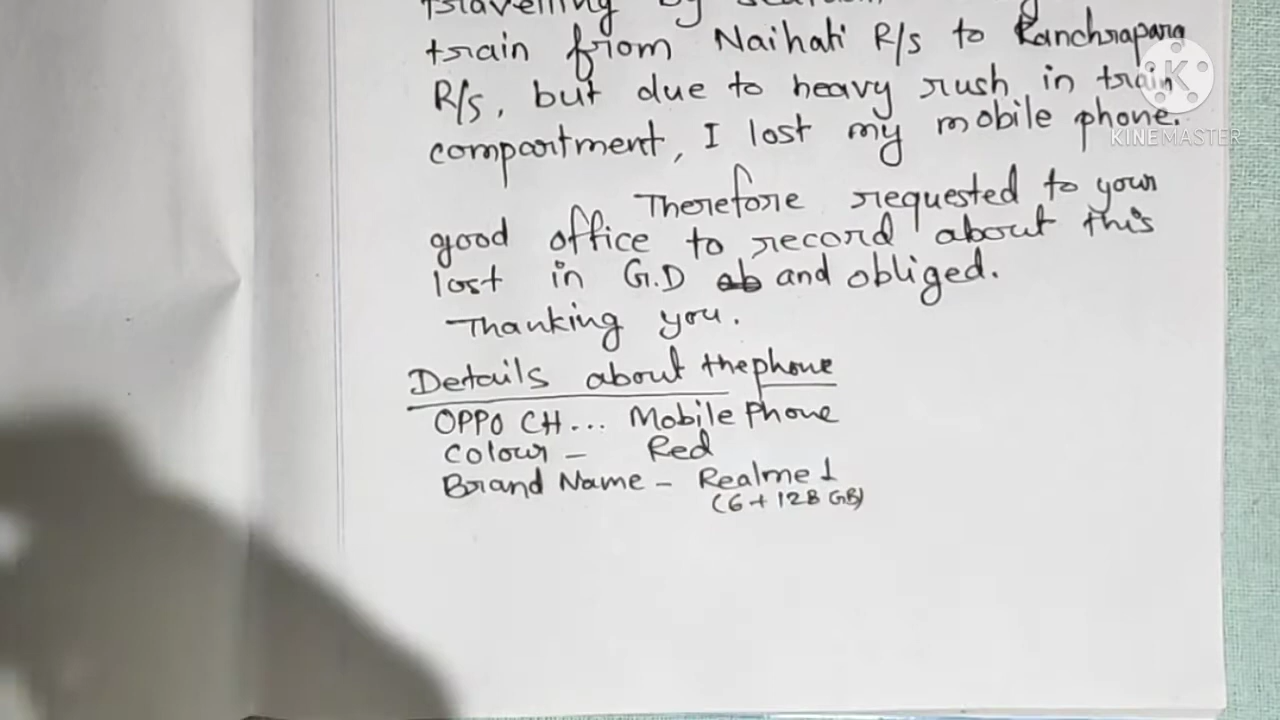 travelling by
train from Naihati R/s to Kanchrapara
R/s, but due to heavy rush in train
compartment, I lost my mobile phone.
KINEMASTER
Therefore requested to your
good office to record about this
lost in G.D and obliged.
Thanking you.
Details about the phone
OPPO CH... Mobile Phone
Colour - Red
Brand Name - Realme 1
(6+128 GB)